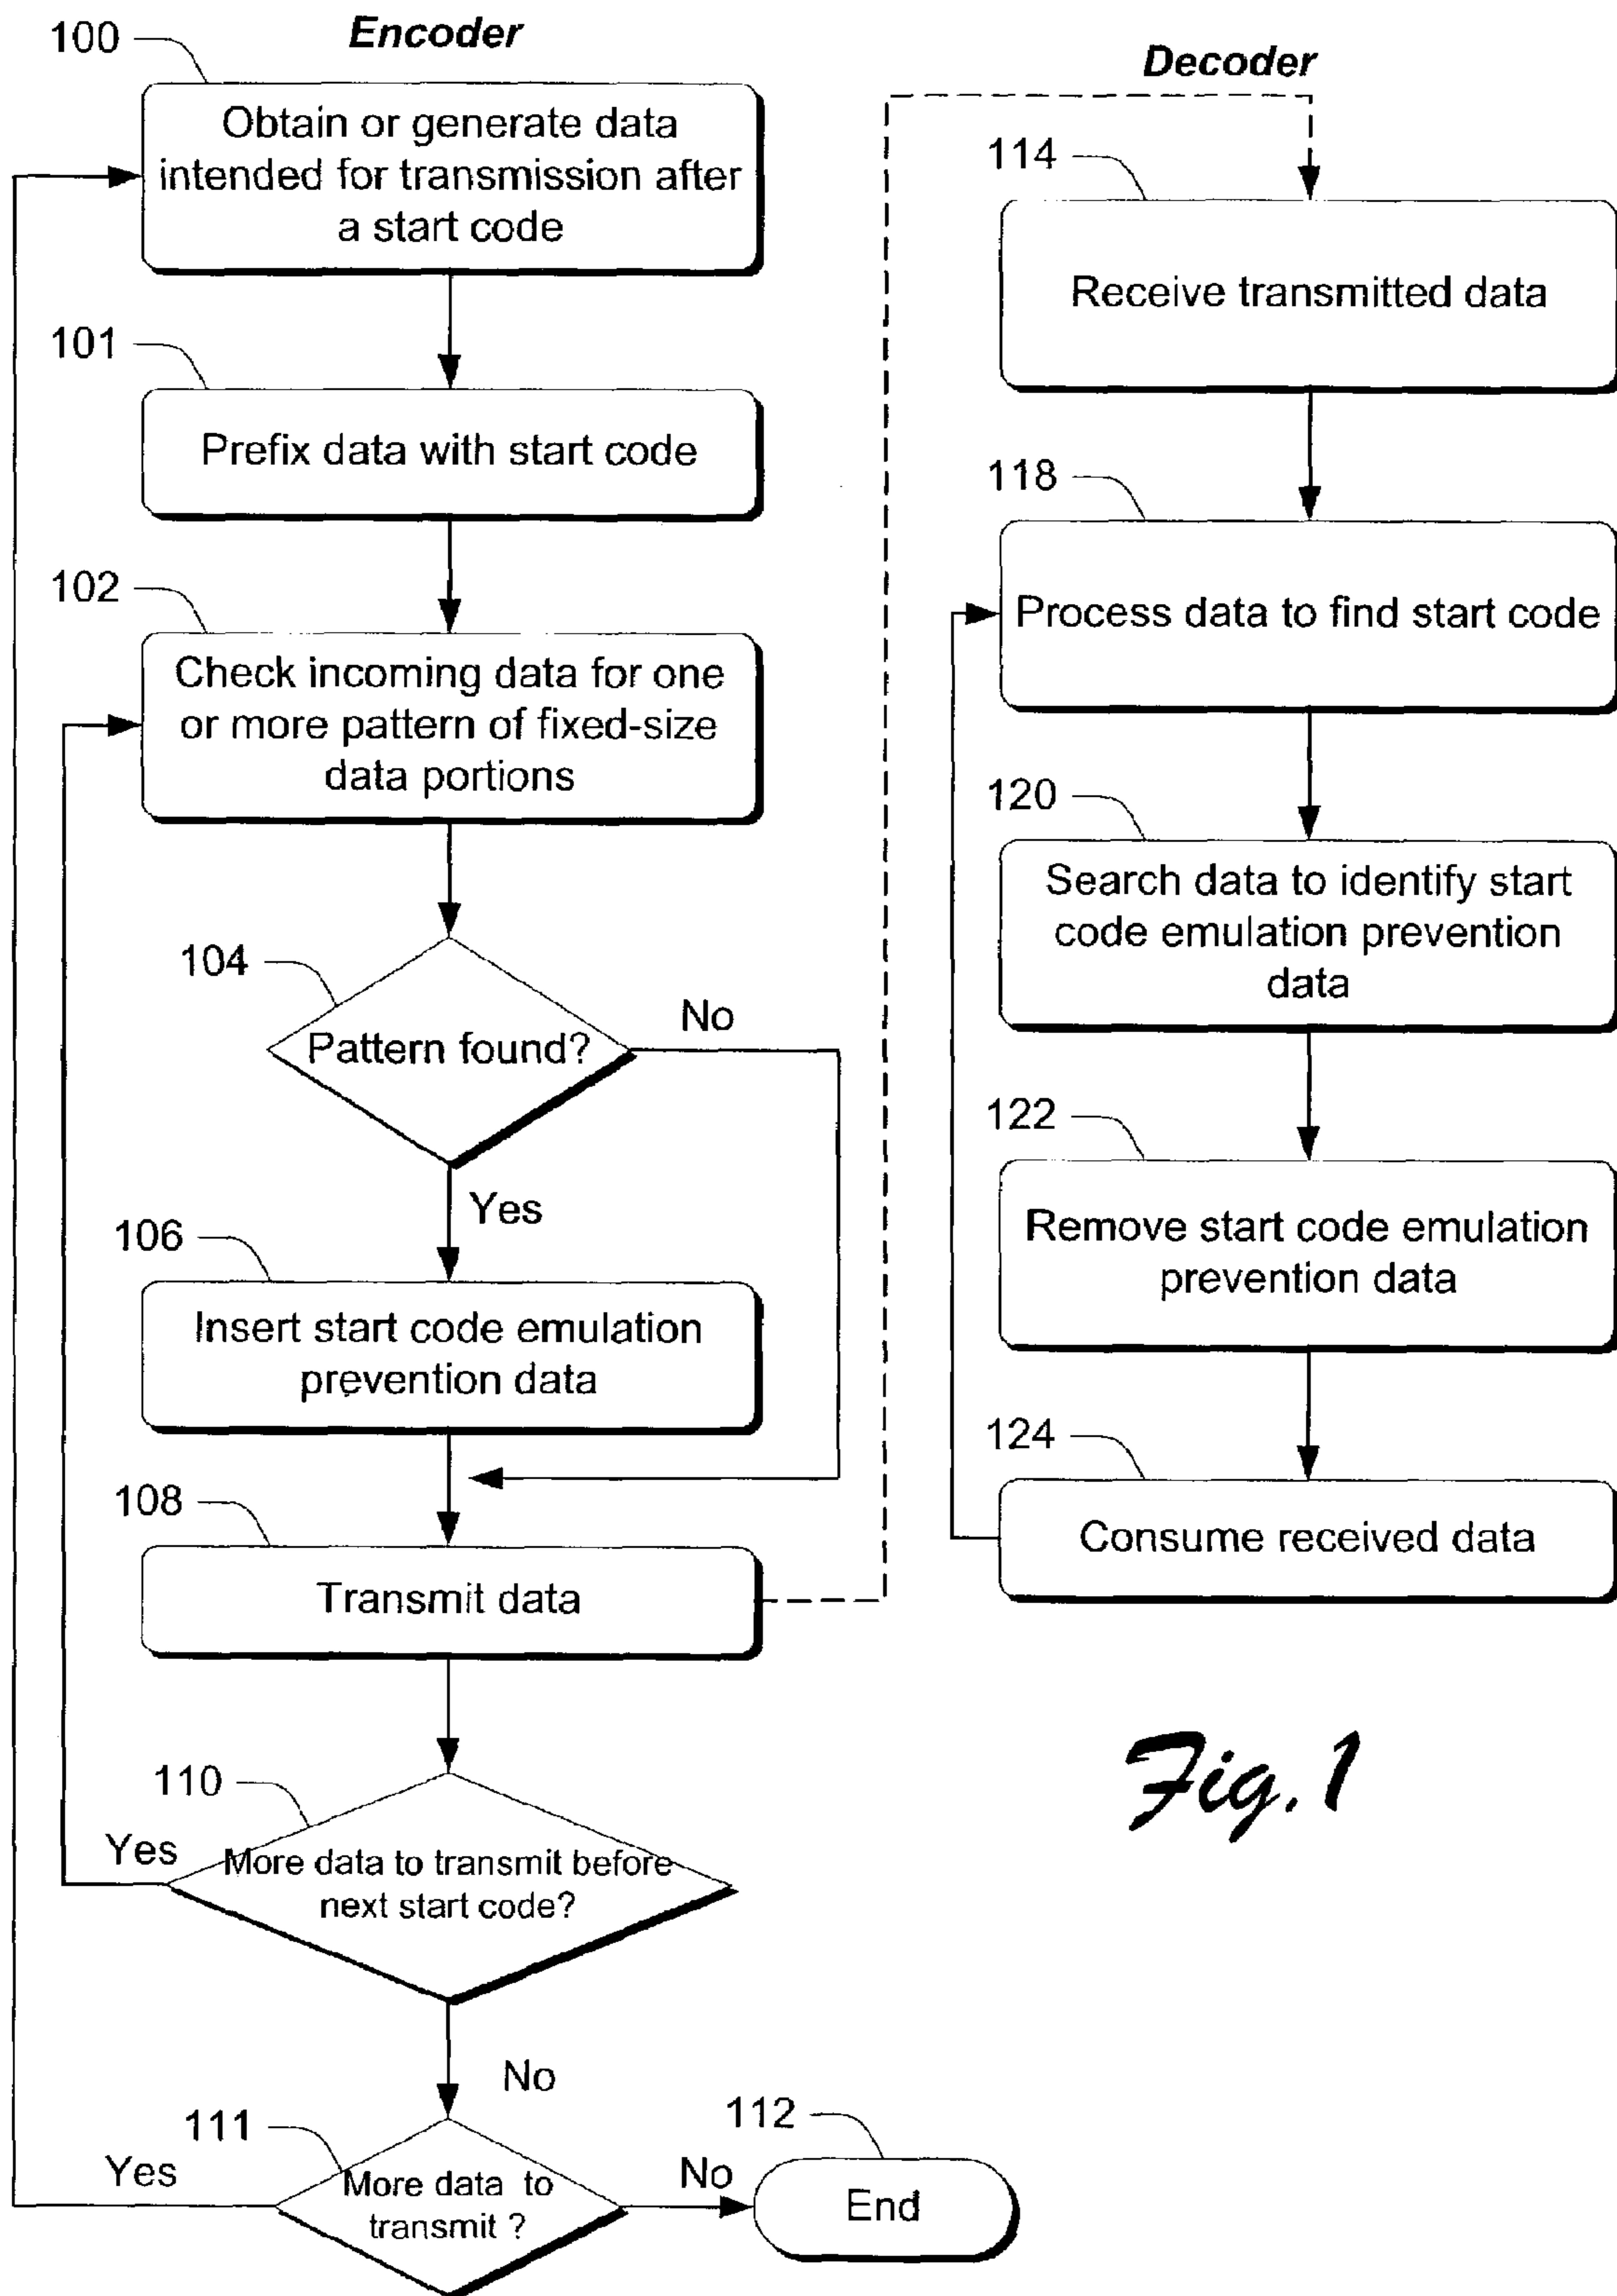 Encoder
100
Obtain or generate data
intended for transmission after
a start code
101
Prefix data with start code
102
Check incoming data for one
or more pattern of fixed-size
data portions
104
Pattern found?
No
Yes
106
Insert start code emulation
prevention data
108
Transmit data
110
More data to transmit before
next start code?
Yes
No
111
More data to
transmit ?
Yes
No
112
End
Decoder
114
Receive transmitted data
118
Process data to find start code
120
Search data to identify start
code emulation prevention
data
122
Remove start code emulation
prevention data
124
Consume received data
Fig. 1